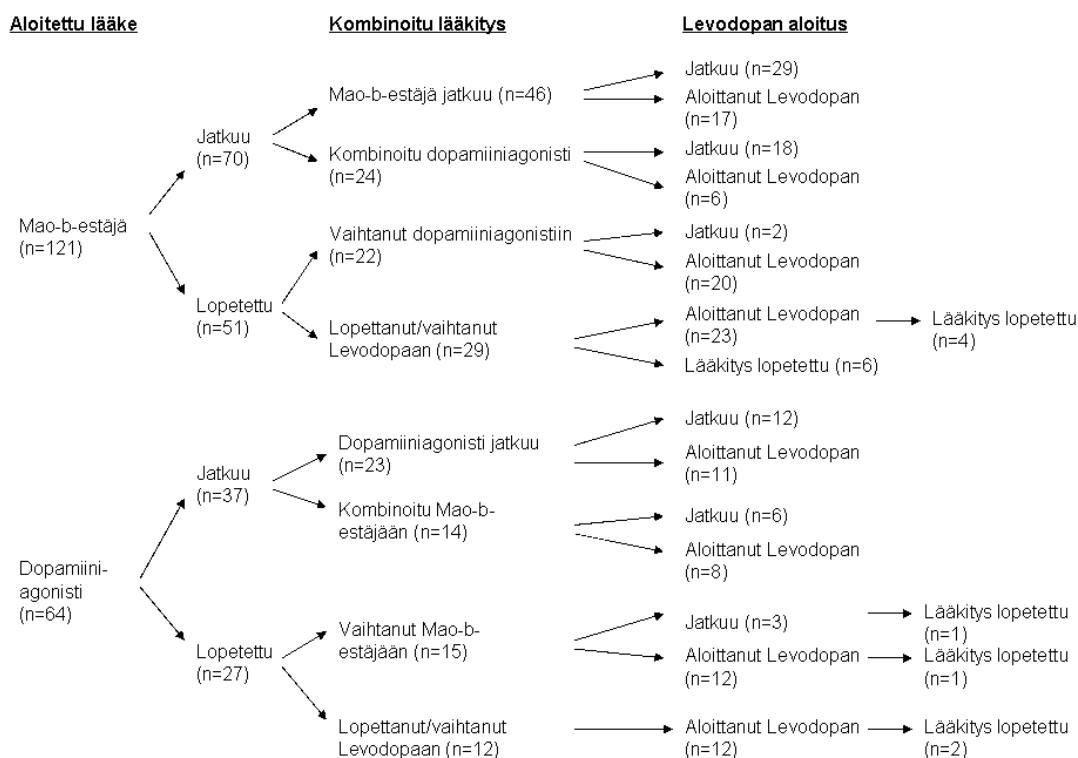 Aloitettu lääke
Kombinoitu lääkitys
Levodopan aloitus
Mao-b-estäjä
(n=121)
Jatkuu
(n=70)
Mao-b-estäjä jatkuu (n=46)
Jatkuu (n=29)
Aloittanut Levodopan
(n=17)
Kombinoitu dopamiiniagonisti
(n=24)
Jatkuu (n=18)
Aloittanut Levodopan
(n=6)
Lopetettu
(n=51)
Vaihtanut dopamiiniagonistiin
(n=22)
Jatkuu (n=2)
Aloittanut Levodopan
(n=20)
Lopettanut/vaihtanut
Levodopaan (n=29)
Aloittanut Levodopan
(n=23)
Lääkitys lopetettu
(n=4)
Lääkitys lopetettu (n=6)
Dopamiini-
agonisti
(n=64)
Jatkuu
(n=37)
Dopamiiniagonisti jatkuu
(n=23)
Jatkuu (n=12)
Aloittanut Levodopan
(n=11)
Kombinoitu Mao-b-
estäjään (n=14)
Jatkuu (n=6)
Aloittanut Levodopan
(n=8)
Lopetettu
(n=27)
Vaihtanut Mao-b-
estäjään (n=15)
Jatkuu (n=3)
Lääkitys lopetettu
(n=1)
Aloittanut Levodopan
(n=12)
Lääkitys lopetettu
(n=1)
Lopettanut/vaihtanut
Levodopaan (n=12)
Aloittanut Levodopan
(n=12)
Lääkitys lopetettu
(n=2)